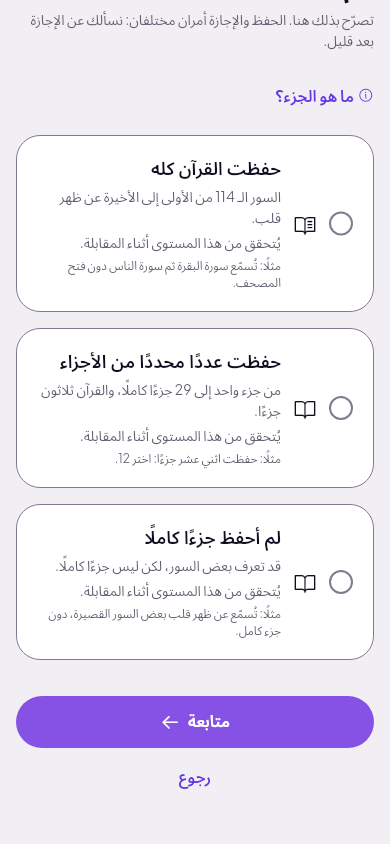 تصرّح بذلك هنا. الحفظ والإجازة أمران مختلفان: نسألك عن الإجازة
بعد قليل.
ما هو الجزء؟
حفظت القرآن كله
السور الـ 114 من الأولى إلى الأخيرة عن ظهر
قلب.
يُتحقق من هذا المستوى أثناء المقابلة.
مثلًا: تُسمّع سورة البقرة ثم سورة الناس دون فتح
المصحف.
حفظت عددًا محددًا من الأجزاء
من جزء واحد إلى 29 جزءًا كاملًا، والقرآن ثلاثون
جزءًا.
يُتحقق من هذا المستوى أثناء المقابلة.
مثلًا: حفظت اثني عشر جزءًا: اختر 12.
لم أحفظ جزءًا كاملًا
قد تعرف بعض السور، لكن ليس جزءًا كاملًا.
يُتحقق من هذا المستوى أثناء المقابلة.
مثلًا: تُسمّع عن ظهر قلب بعض السور القصيرة، دون
جزء كامل.
متابعة
رجوع